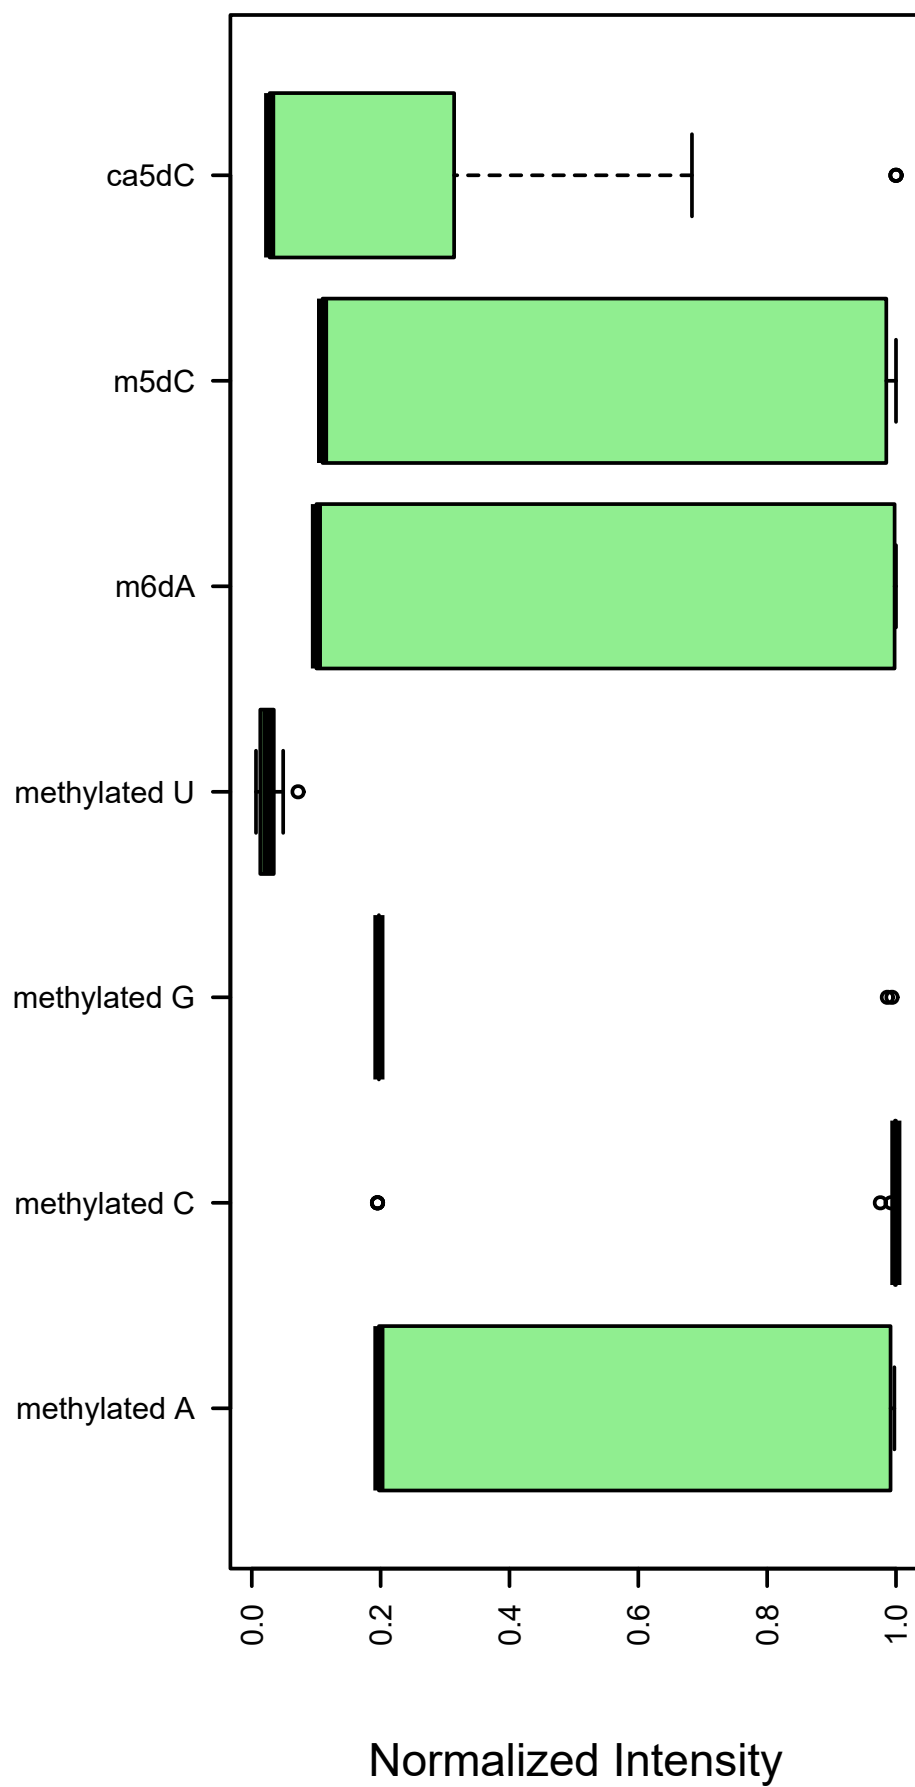 ca5dC
m5dC
m6dA
methylated U
methylated G
methylated C
methylated A
0.0
0.2
0.4
0.6
0.8
1.0
Normalized Intensity